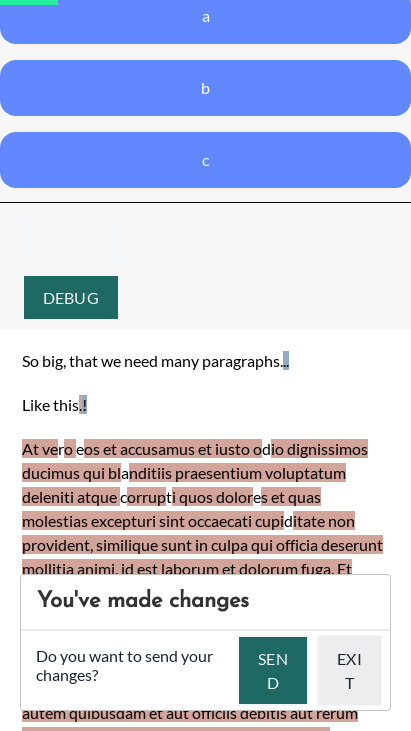 a
b
c
DEBUG
So big, that we need many paragraphs...
Like this.!
At vero eos et accusamus et iusto odio dignissimos
ducimus qui blanditiis praesentium voluptatum
deleniti atque corrupti quos dolores et quas
molestias excepturi sint occaecati cupiditate non
provident, similique sunt in culpa qui officia deserunt
mollitia animi, id est laborum et dolorum fuga. Et
You've made changes
Do you want to send your
changes?
SEN
D
EXI
T
autem quibusdam et aut officiis debitis aut rerum